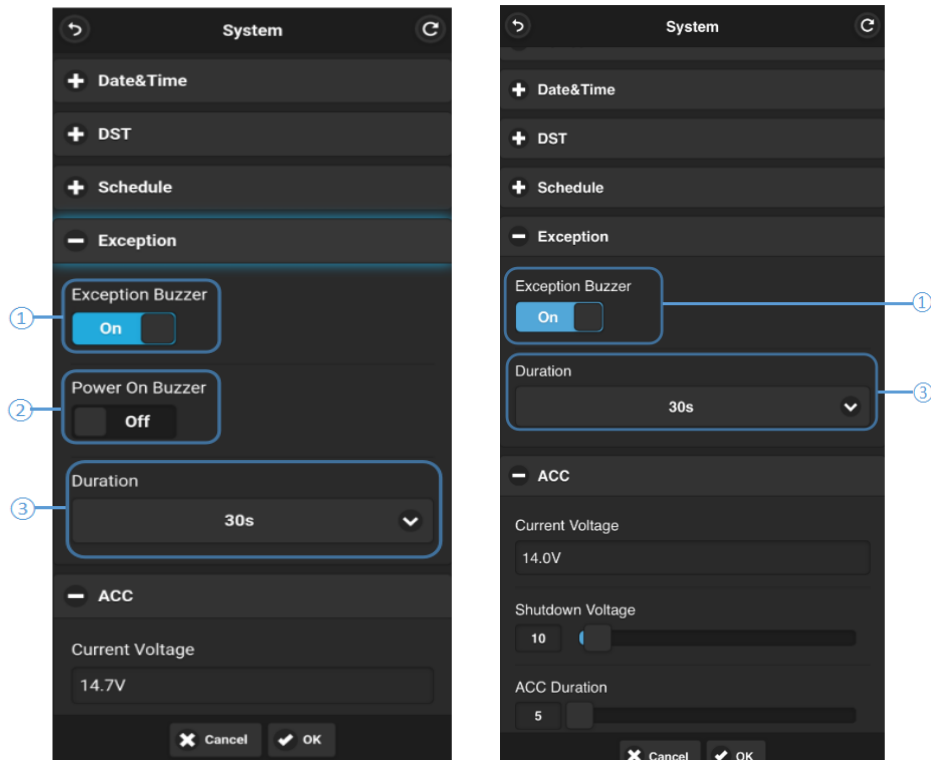 System
Date&Time
DST
Schedule
Exception
Exception Buzzer
On
①
Power On Buzzer
Off
②
Duration
30s
③
ACC
Current Voltage
14.7V
Cancel OK
System
Date&Time
DST
Schedule
Exception
Exception Buzzer
On
①
Duration
30s
③
ACC
Current Voltage
14.0V
Shutdown Voltage
10
ACC Duration
5
Cancel OK